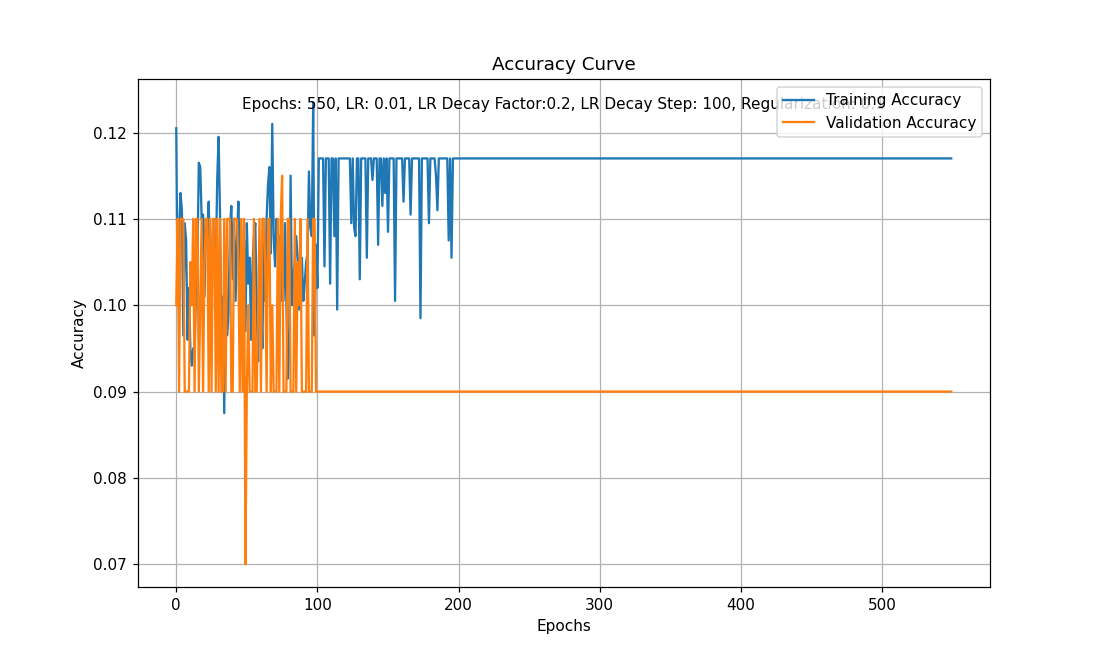 Accuracy Curve
Epochs: 550, LR: 0.01, LR Decay Factor:0.2, LR Decay Step: 100, Regularization:
Training Accuracy
Validation Accuracy
0.12
0.11
0.10
0.09
0.08
0.07
Accuracy
0 100 200 300 400 500
Epochs